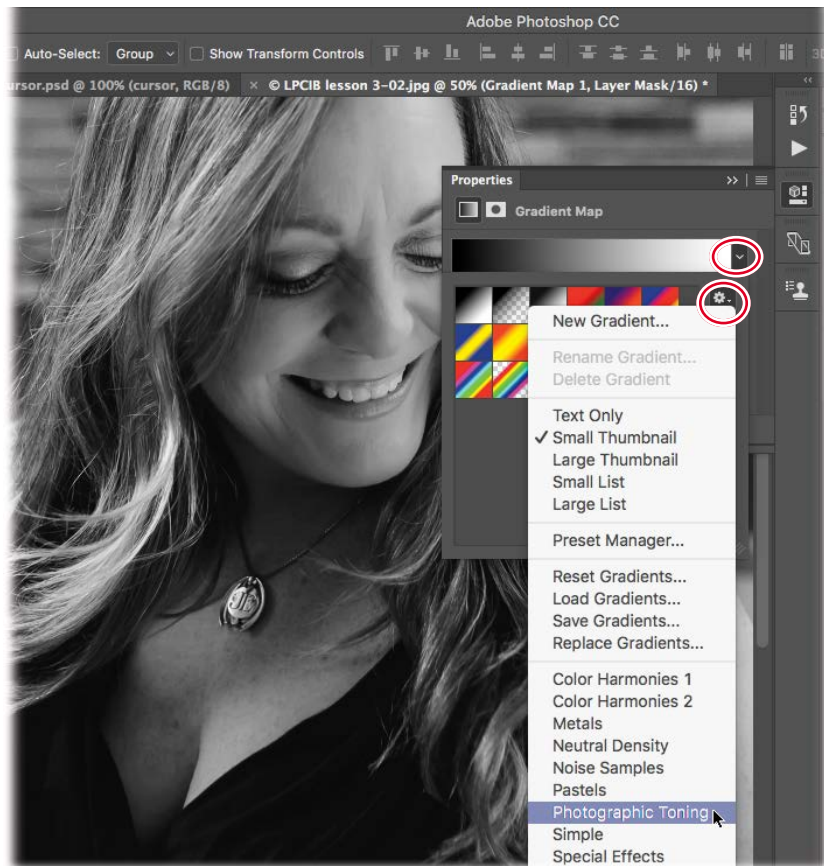 Adobe Photoshop CC
Auto-Select: Group Show Transform Controls
ursor.psd @ 100% (cursor, RGB/8) × © LPCIB lesson 3-02.jpg @ 50% (Gradient Map 1, Layer Mask/16) *
Properties
Gradient Map
New Gradient...
Rename Gradient...
Delete Gradient
Text Only
✓ Small Thumbnail
Large Thumbnail
Small List
Large List
Preset Manager...
Reset Gradients...
Load Gradients...
Save Gradients...
Replace Gradients...
Color Harmonies 1
Color Harmonies 2
Metals
Neutral Density
Noise Samples
Pastels
Photographic Toning
Simple
Special Effects